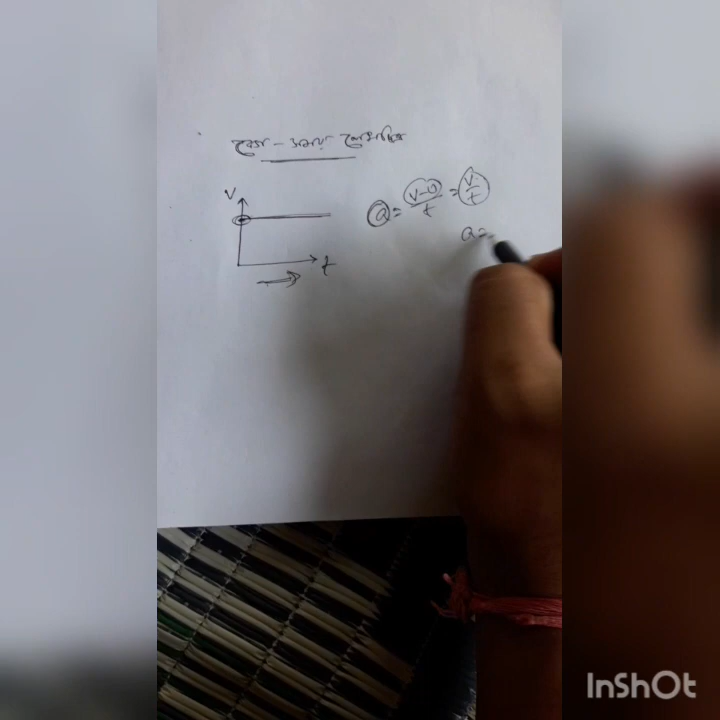 বেগ - সময় লেখচিত্র
V
a = (v-0)/t = v/t
a =
t
InShOt